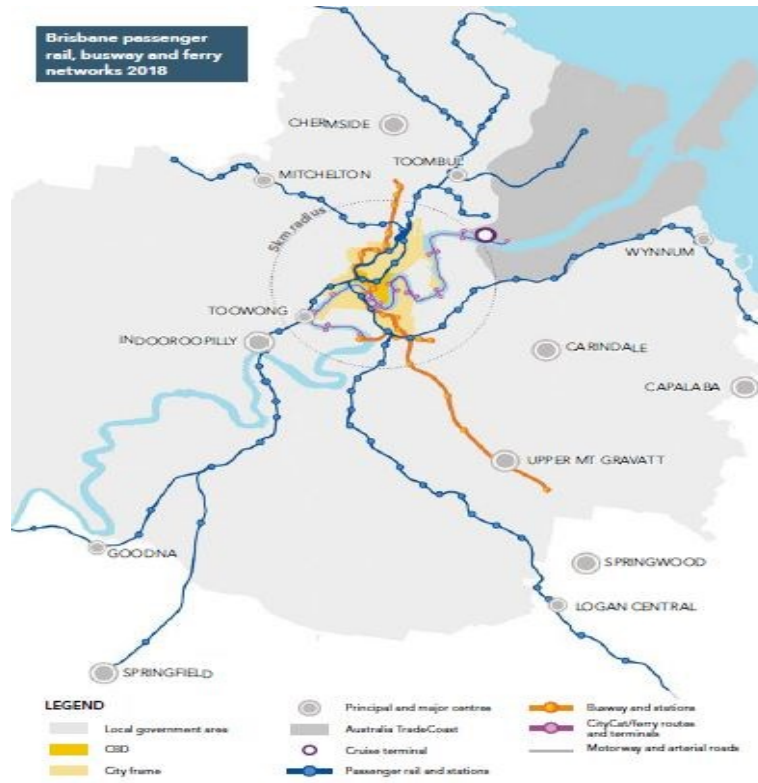 Brisbane passenger
rail, busway and ferry
networks 2018
CHERMSIDE
TOOMBUL
MITCHELTON
5km radius
WYNNUM
TOOWONG
INDOOROOPILLY
CARINDALE
CAPALABA
UPPER MT GRAVATT
GOODNA
SPRINGWOOD
LOGAN CENTRAL
SPRINGFIELD
LEGEND
Local government area
CBD
City frame
Principal and major centres
Australia TradeCoast
Cruise terminal
Passenger rail and stations
Busway and stations
CityCat/ferry routes
and terminals
Motorway and arterial roads